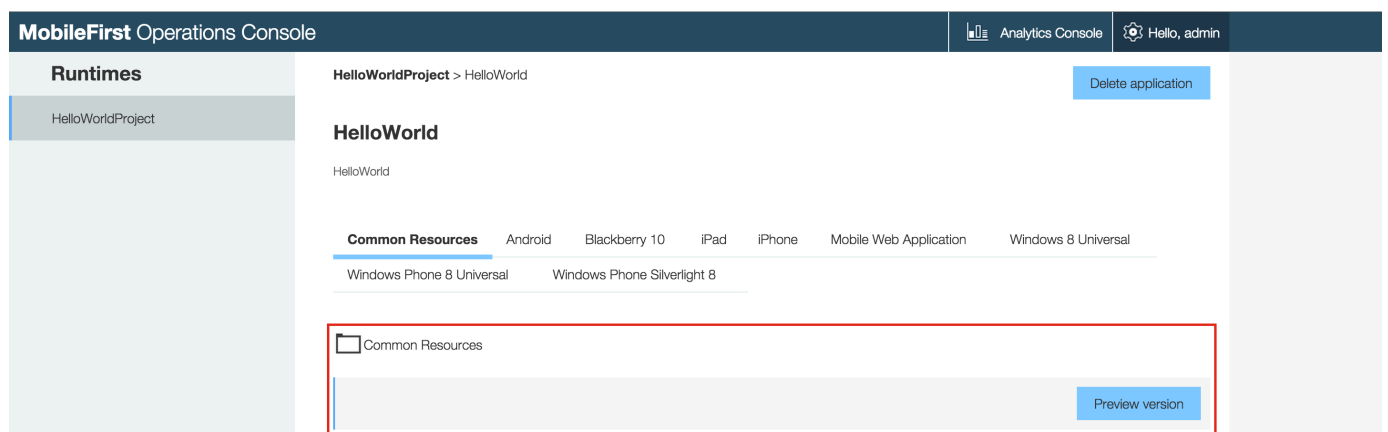 MobileFirst Operations Console
Analytics Console
Hello, admin
Runtimes
HelloWorldProject
HelloWorldProject > HelloWorld
Delete application
HelloWorld
HelloWorld
Common Resources Android Blackberry 10 iPad iPhone Mobile Web Application Windows 8 Universal
Windows Phone 8 Universal Windows Phone Silverlight 8
Common Resources
Preview version